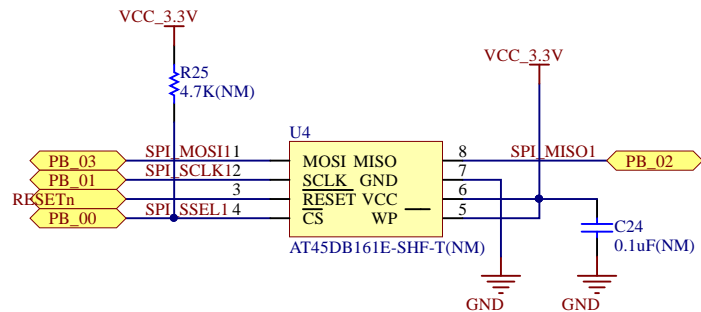 VCC_3.3V
VCC_3.3V
R25
4.7K(NM)
U4
PB_03 SPI_MOSI1 1 MOSI MISO 8 SPI_MISO1 PB_02
PB_01 SPI_SCLK1 2 SCLK GND 7
RESETn 3 RESET VCC 6
PB_00 SPI_SSEL1 4 CS WP 5
C24
0.1uF(NM)
AT45DB161E-SHF-T(NM)
GND GND